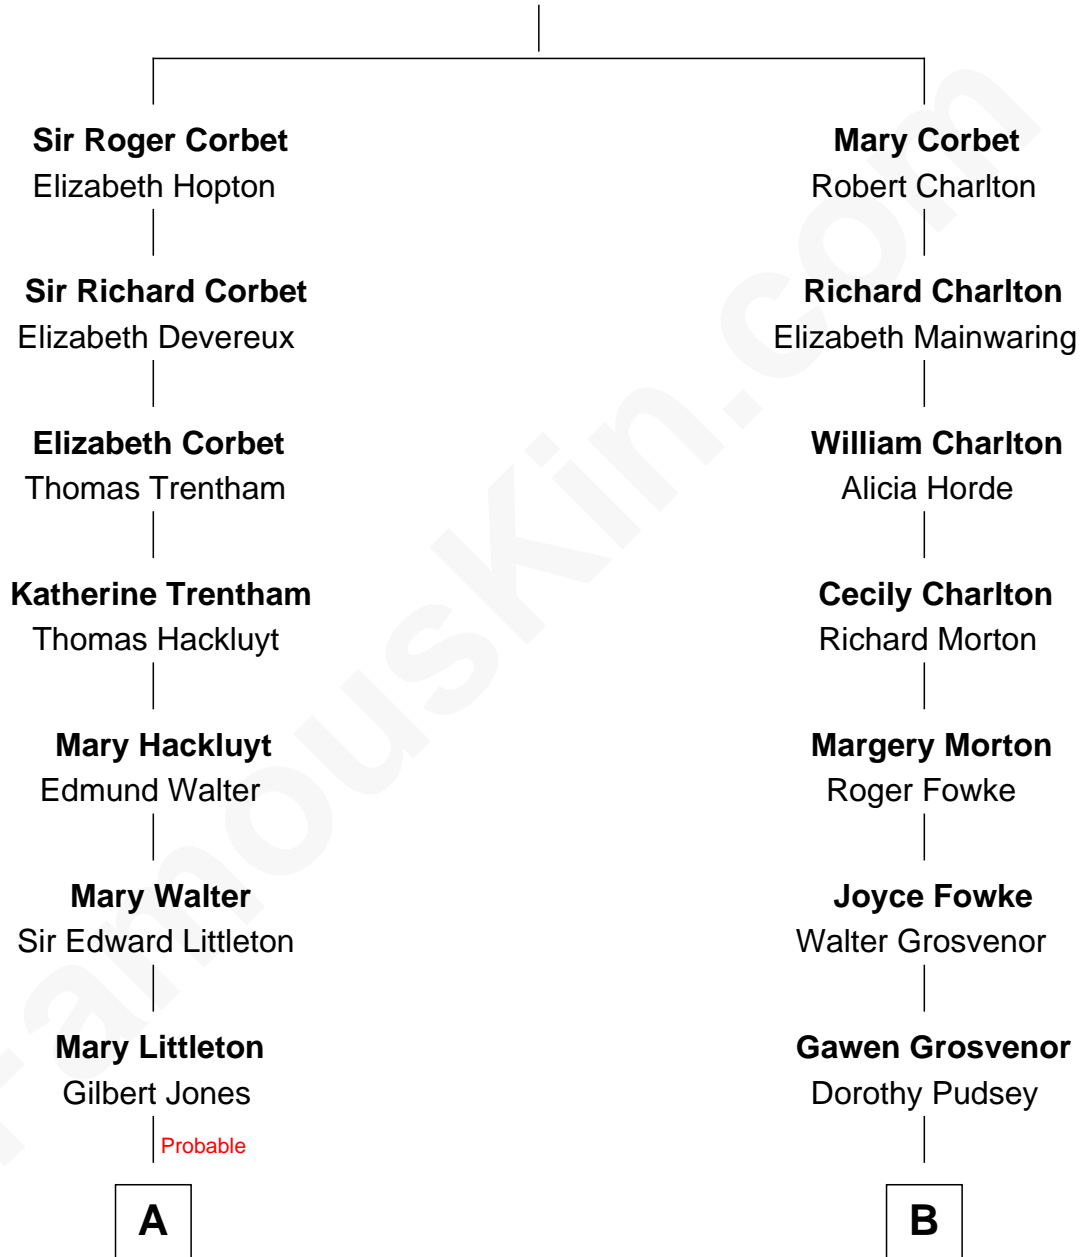 Sir Roger Corbet
Elizabeth Hopton
Mary Corbet
Robert Charlton
Sir Richard Corbet
Elizabeth Devereux
Richard Charlton
Elizabeth Mainwaring
Elizabeth Corbet
Thomas Trentham
William Charlton
Alicia Horde
Katherine Trentham
Thomas Hackluyt
Cecily Charlton
Richard Morton
Mary Hackluyt
Edmund Walter
Margery Morton
Roger Fowke
Mary Walter
Sir Edward Littleton
Joyce Fowke
Walter Grosvenor
Mary Littleton
Gilbert Jones
Gawen Grosvenor
Dorothy Pudsey
Probable
A
B
FamousKin.com